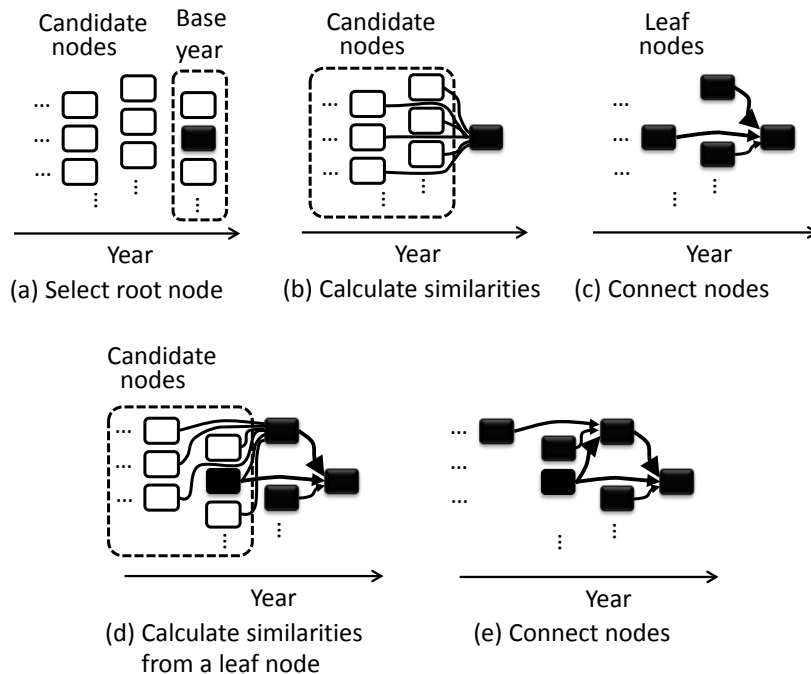 Candidate
nodes
Base
year
...
...
...
Year
(a) Select root node
Candidate
nodes
...
...
...
Year
(b) Calculate similarities
Leaf
nodes
...
...
...
Year
(c) Connect nodes
Candidate
nodes
...
...
...
Year
(d) Calculate similarities
from a leaf node
...
...
...
Year
(e) Connect nodes